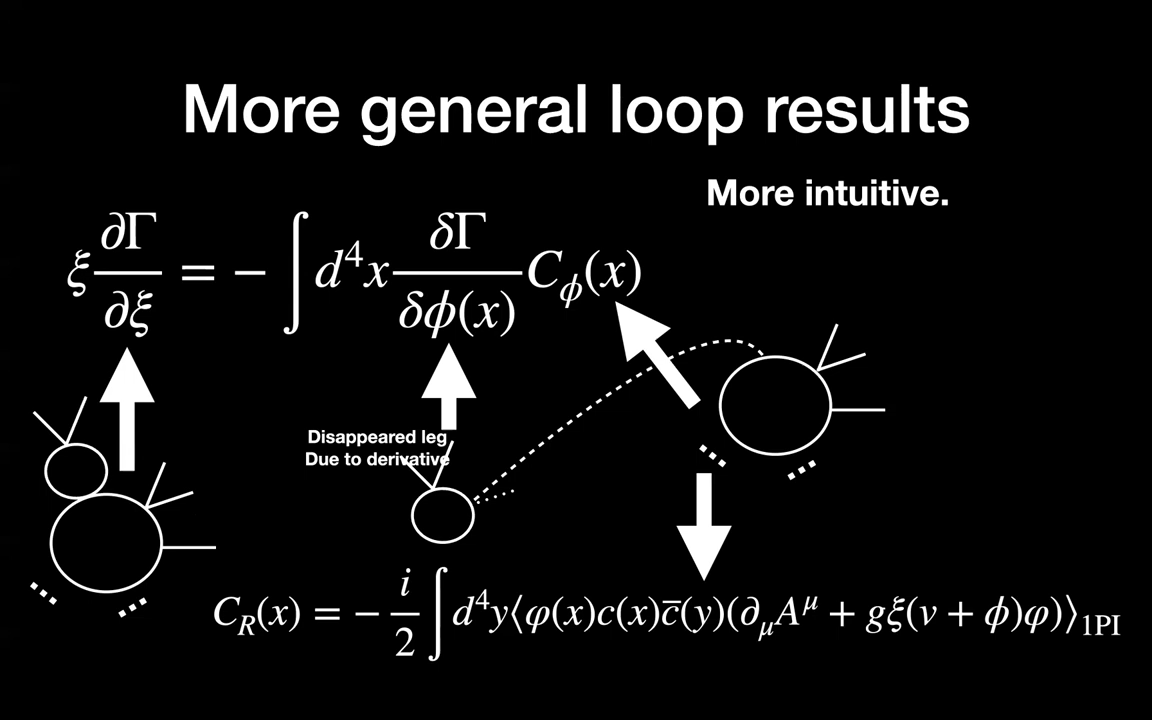 More general loop results
More intuitive.
ξ ∂Γ/∂ξ = − ∫ d⁴x δΓ/δϕ(x) C_ϕ(x)
Disappeared leg
Due to derivative
C_R(x) = − i/2 ∫ d⁴y⟨φ(x)c(x)c̅(y)(∂_μA^μ + gξ(v + ϕ)φ)⟩_1PI